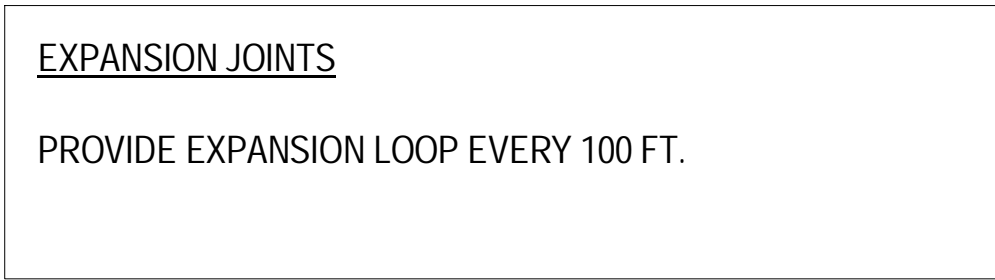 EXPANSION JOINTS
PROVIDE EXPANSION LOOP EVERY 100 FT.